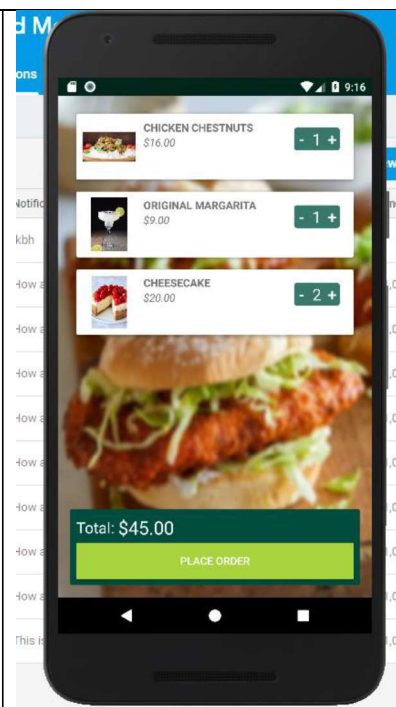 d M
ons
9:16
CHICKEN CHESTNUTS
$16.00
- 1 +
ORIGINAL MARGARITA
$9.00
- 1 +
CHEESECAKE
$20.00
- 2 +
Total: $45.00
PLACE ORDER
Notific
kbh
How a
How a
How a
How a
How a
How a
How a
How a
This is